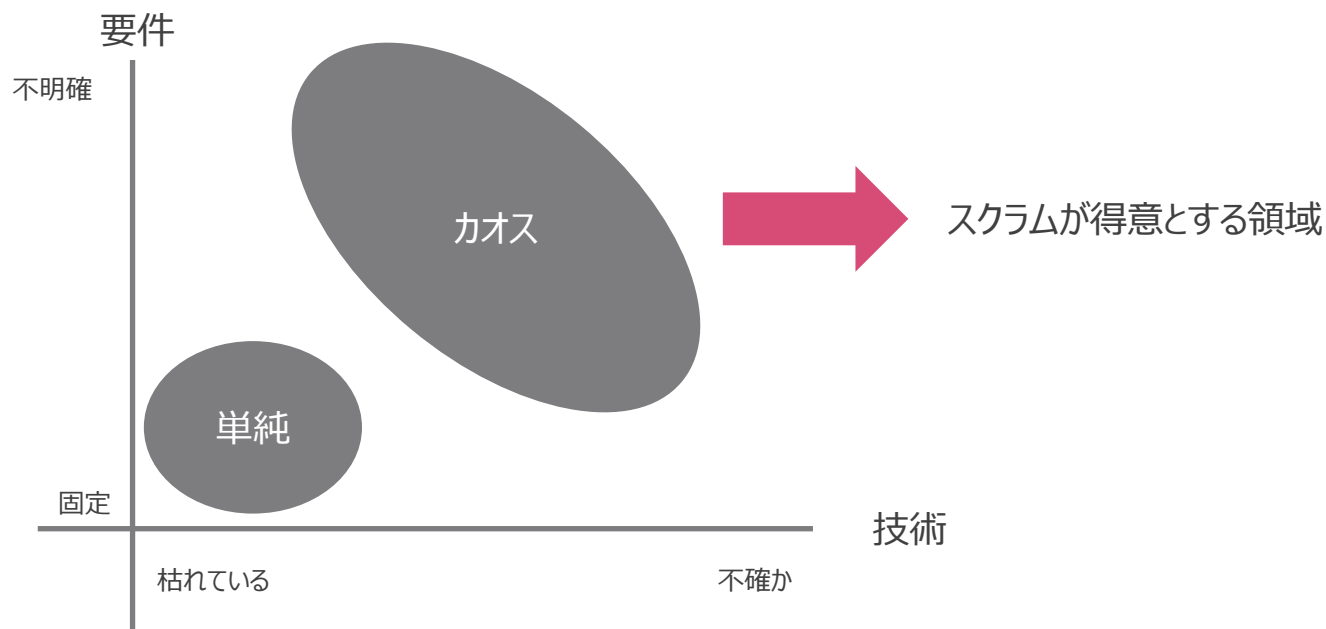 要件
不明確
カオス
スクラムが得意とする領域
単純
固定
技術
枯れている
不確か